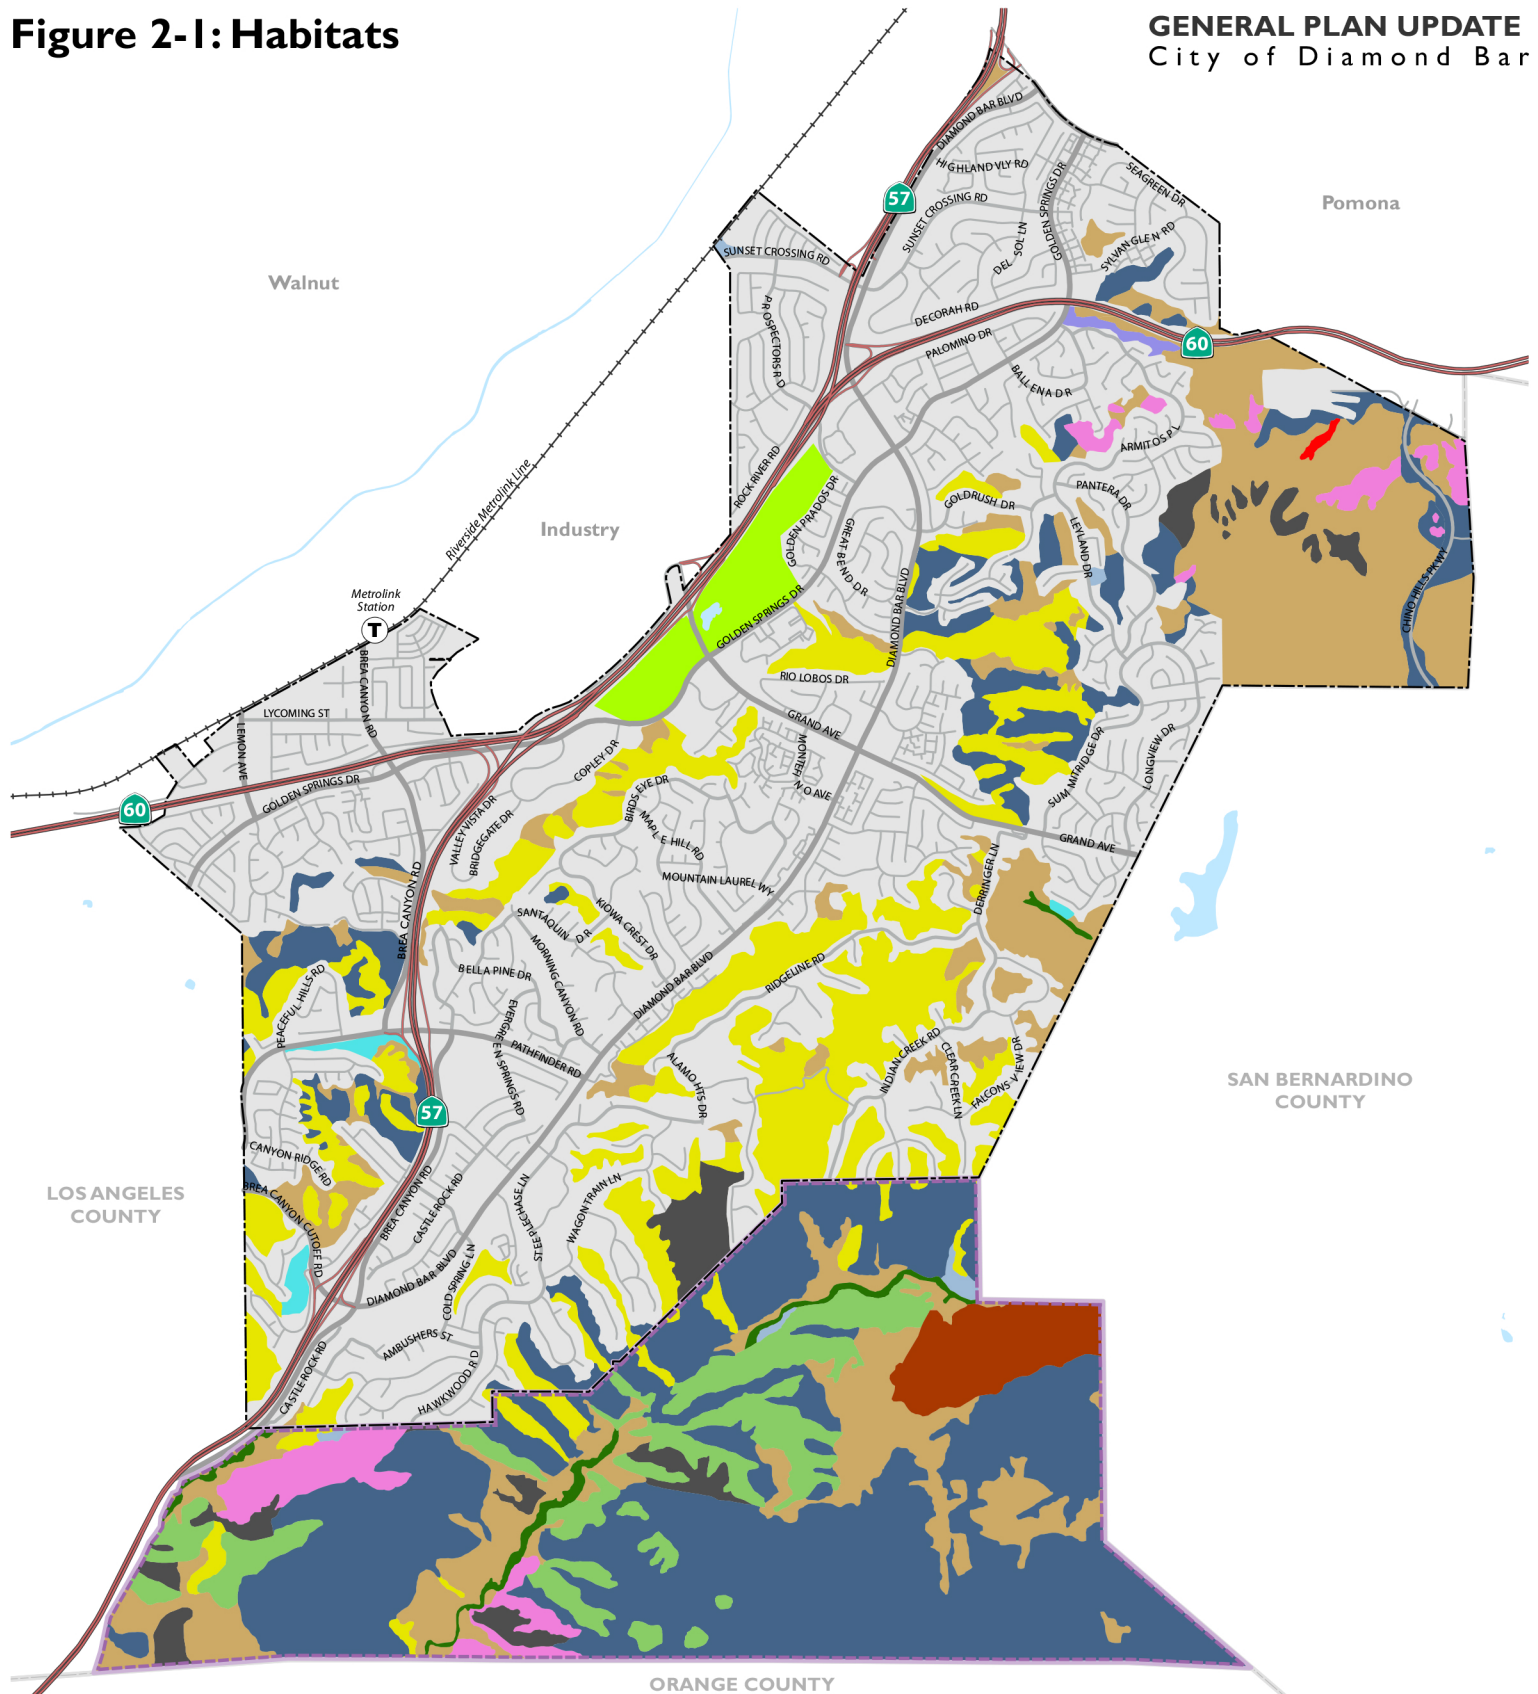 Figure 2-1: Habitats
GENERAL PLAN UPDATE
City of Diamond Bar
DIAMOND BAR BLVD
HIGHLAND VLY RD
SEAGREEN DR
57
Pomona
SUNSET CROSSING RD
GOLDEN SPRINGS DR
SYLVAN GLEN RD
DEL SOL LN
SUNSET CROSSING RD
Walnut
PROSPECTORS RD
DECORAH RD
PALOMINO DR
60
BALLENA DR
ARMITOS PL
ROCK RIVER RD
GOLDEN PRADOS DR
GOLDRUSH DR
PANTERA DR
Riverside Metrolink Line
Industry
GREAT BEND DR
LEYLAND DR
CHINO HILLS PKWY
Metrolink
Station
T
GOLDEN SPRINGS DR
DIAMOND BAR BLVD
BREA CANYON RD
RIO LOBOS DR
LYCOMING ST
LEMON AVE
GRAND AVE
MONTEFINO AVE
SUMMITRIDGE DR
LONGVIEW DR
COPLEY DR
BIRDS EYE DR
60
GOLDEN SPRINGS DR
VALLEY VISTA DR
BRIDGEGATE DR
MAPLE HILL RD
GRAND AVE
MOUNTAIN LAUREL WY
DERRINGER LN
BREA CANYON RD
SANTAQUIN DR
KIOWA CREST DR
MORNING CANYON RD
BELLA PINE DR
DIAMOND BAR BLVD
RIDGELINE RD
PEACEFUL HILLS RD
EVERGREEN SPRINGS RD
PATHFINDER RD
ALAMO HTS DR
INDIAN CREEK RD
CLEAR CREEK LN
FALCONS VIEW DR
SAN BERNARDINO
COUNTY
57
CANYON RIDGE RD
BREA CANYON CUTOFF RD
LOS ANGELES
COUNTY
BREA CANYON RD
CASTLE ROCK RD
STEEPLECHASE LN
WAGON TRAIN LN
DIAMOND BAR BLVD
COLD SPRING LN
AMBUSHERS ST
CASTLE ROCK RD
HAWKWOOD RD
ORANGE COUNTY